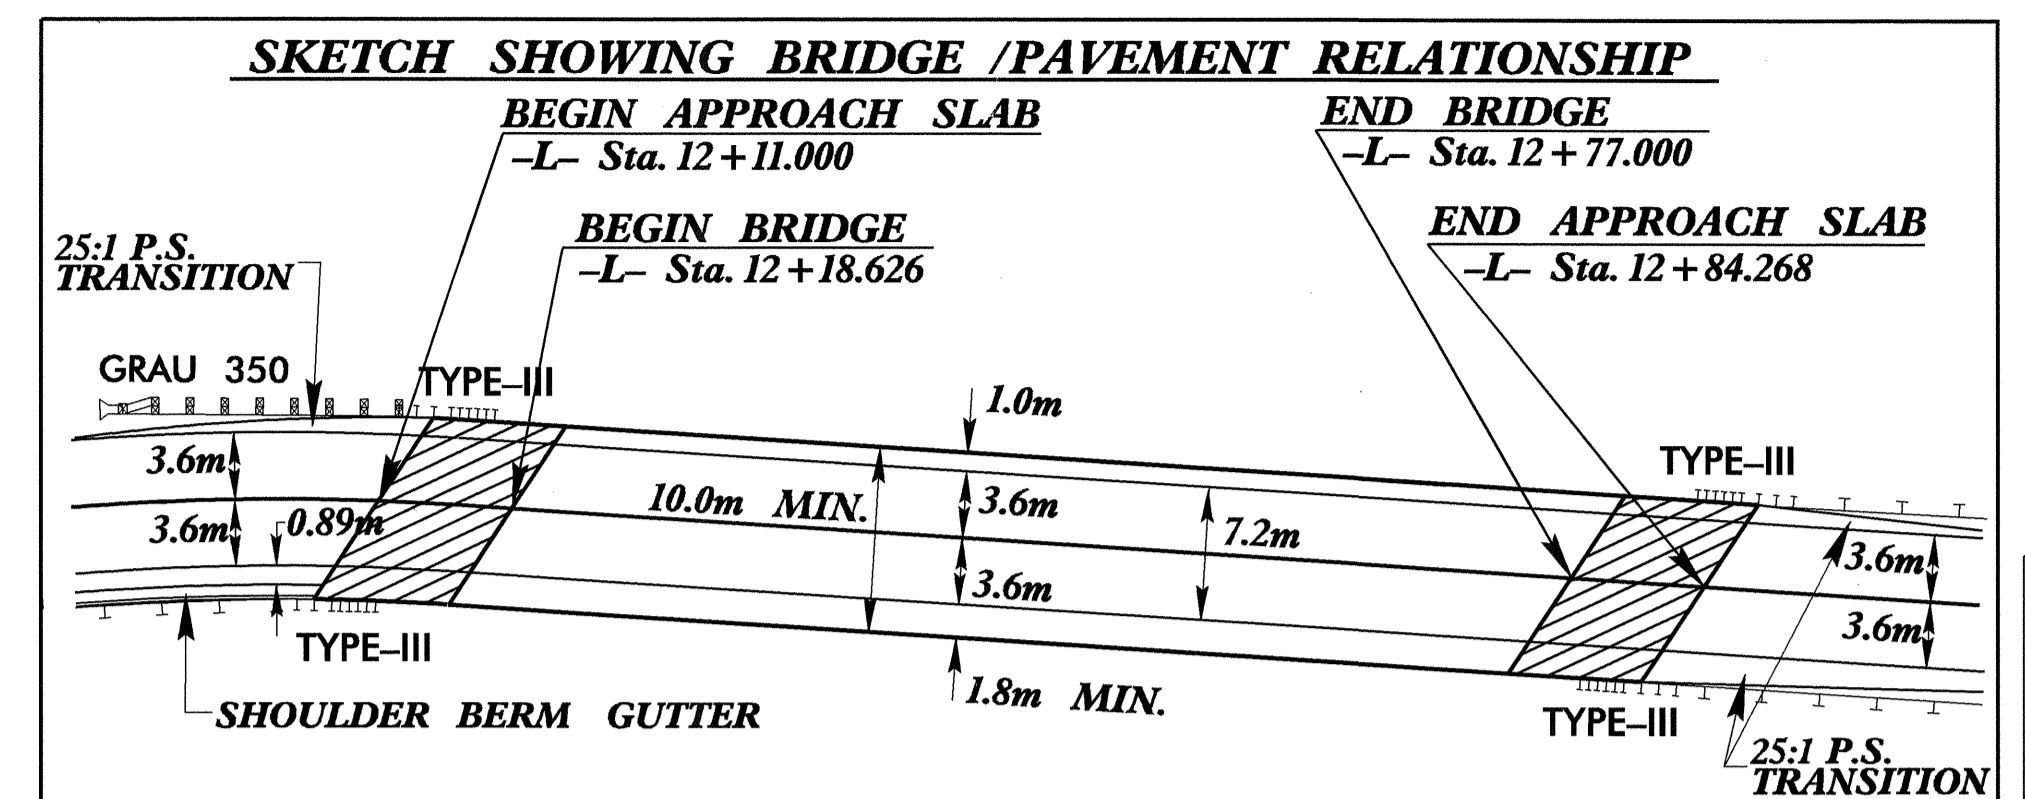 SKETCH SHOWING BRIDGE /PAVEMENT RELATIONSHIP
BEGIN APPROACH SLAB
-L- Sta. 12+11.000
END BRIDGE
-L- Sta. 12+77.000
BEGIN BRIDGE
-L- Sta. 12+18.626
END APPROACH SLAB
-L- Sta. 12+84.268
25:1 P.S.
TRANSITION
GRAU 350
TYPE-III
1.0m
3.6m
10.0m MIN.
3.6m
7.2m
TYPE-III
3.6m
0.89m
3.6m
3.6m
3.6m
TYPE-III
1.8m MIN.
SHOULDER BERM GUTTER
TYPE-III
25:1 P.S.
TRANSITION